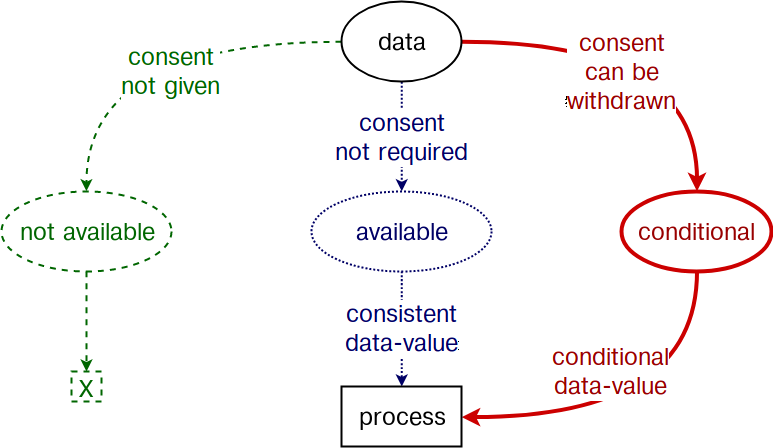 data
consent
not given
consent
not required
consent
can be
withdrawn
not available
available
conditional
consistent
data-value
conditional
data-value
X
process